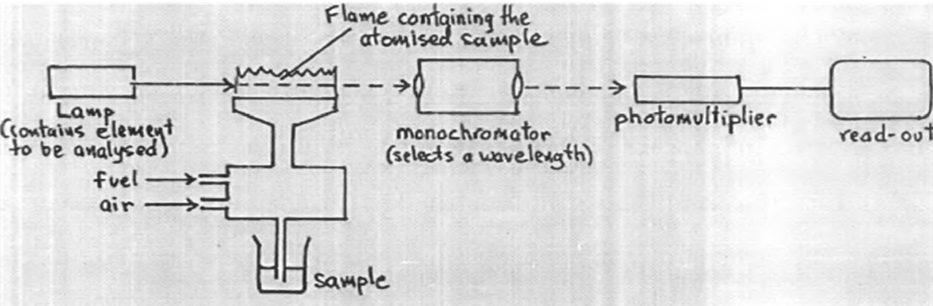 Flame containing the
atomised sample
Lamp
(contains element
to be analysed)
monochromator
(selects a wavelength)
photomultiplier
read-out
fuel
air
sample